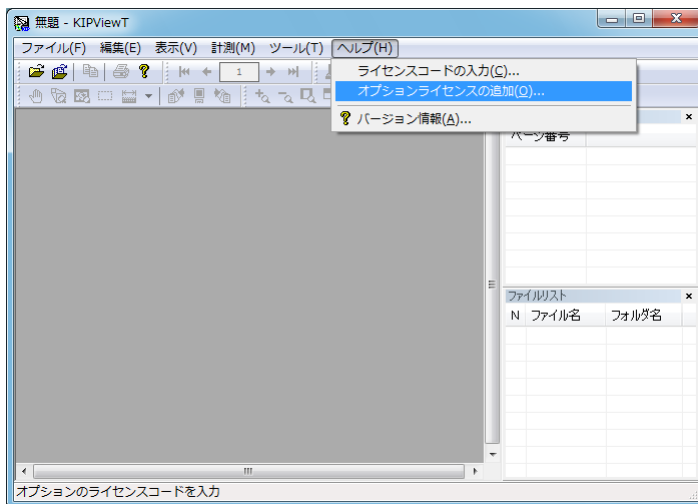 無題 - KIPViewT
ファイル(F) 編集(E) 表示(V) 計測(M) ツール(T) ヘルプ(H)
1
ライセンスコードの入力(C)...
オプションライセンスの追加(O)...
バージョン情報(A)...
ページ番号
ファイルリスト
N ファイル名 フォルダ名
オプションのライセンスコードを入力